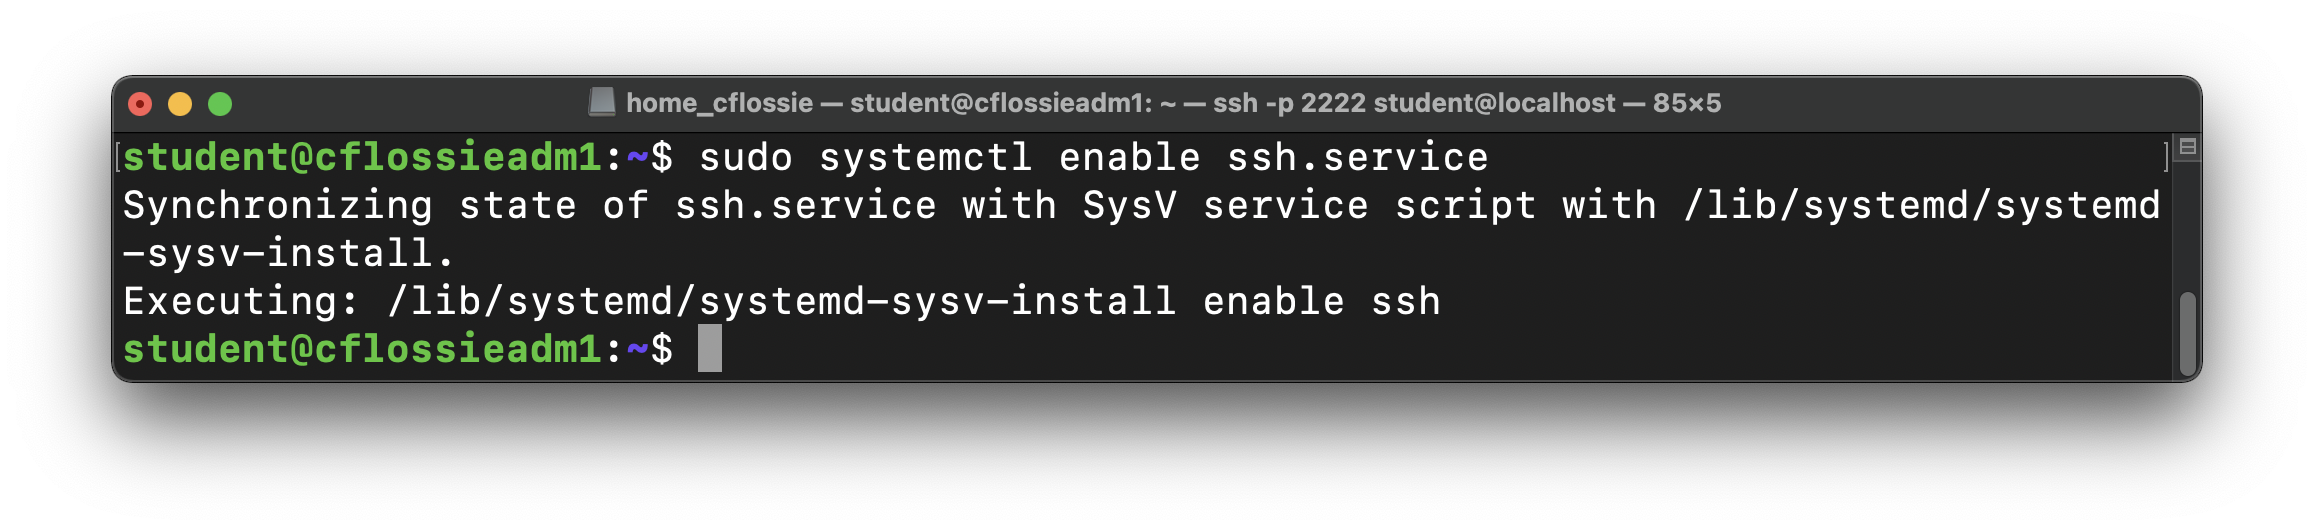 home_cflossie — student@cflossieadm1: ~ — ssh -p 2222 student@localhost — 85×5
[student@cflossieadm1:~$ sudo systemctl enable ssh.service ]
Synchronizing state of ssh.service with SysV service script with /lib/systemd/systemd
-sysv-install.
Executing: /lib/systemd/systemd-sysv-install enable ssh
student@cflossieadm1:~$